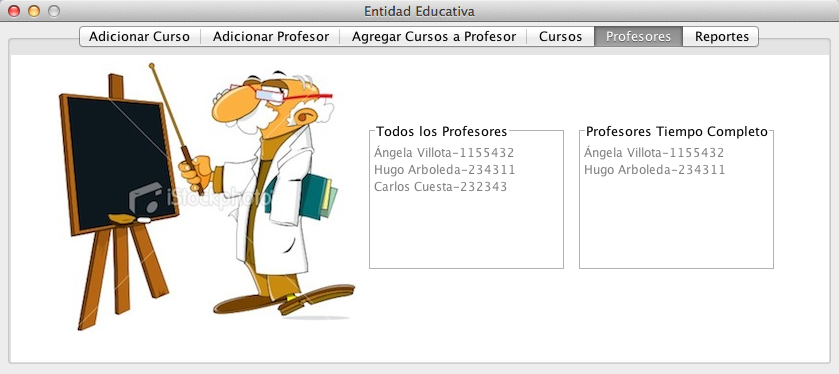 Entidad Educativa
Adicionar Curso
Adicionar Profesor
Agregar Cursos a Profesor
Cursos
Profesores
Reportes
iStockphoto
Todos los Profesores
Ángela Villota-1155432
Hugo Arboleda-234311
Carlos Cuesta-232343
Profesores Tiempo Completo
Ángela Villota-1155432
Hugo Arboleda-234311